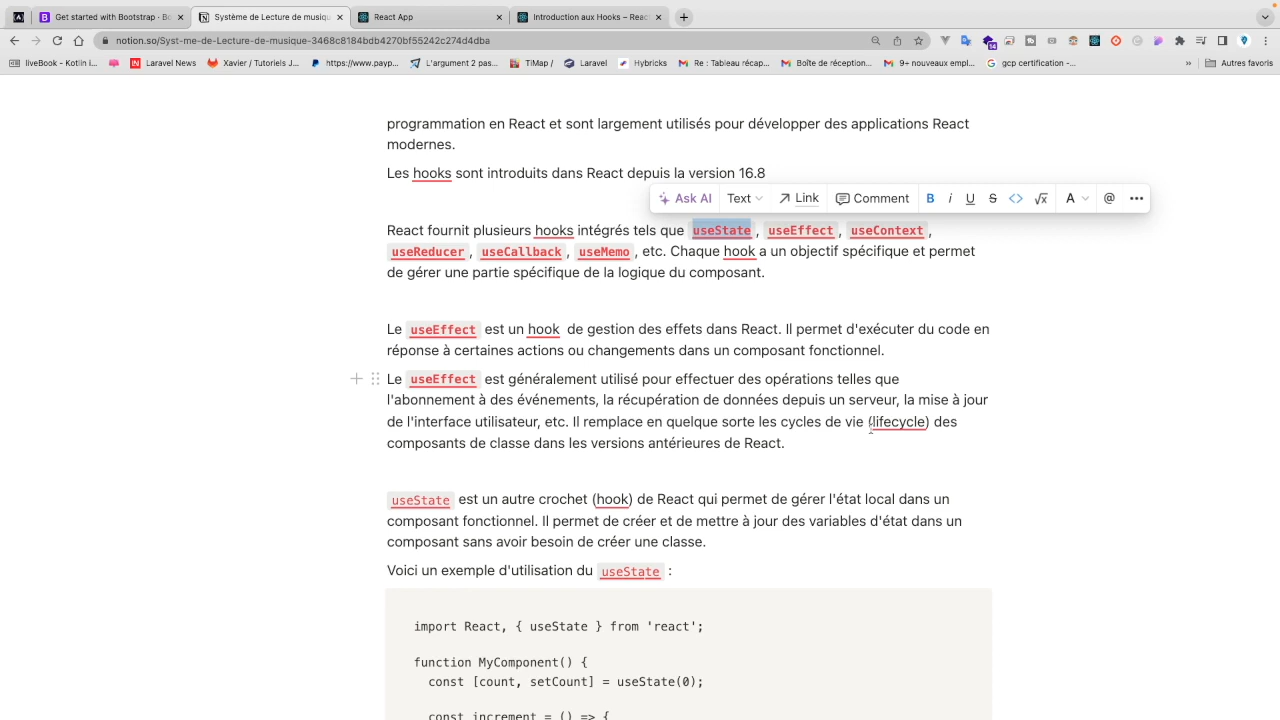 Get started with Bootstrap · Bo
Système de Lecture de musiqu
React App
Introduction aux Hooks – Reac
notion.so/Syst-me-de-Lecture-de-musique-3468c8184bdb4270bf55242c274d4dba
liveBook - Kotlin i...
Laravel News
Xavier / Tutoriels J...
https://www.payp...
L'argument 2 pas...
TiMap /
Laravel
Hybricks
Re : Tableau récap...
Boîte de réception...
9+ nouveaux empl...
gcp certification -...
»
Autres favoris
programmation en React et sont largement utilisés pour développer des applications React
modernes.
Les hooks sont introduits dans React depuis la version 16.8
Ask AI Text Link Comment B i U S <> √x A @ •••
React fournit plusieurs hooks intégrés tels que useState, useEffect, useContext,
useReducer, useCallback, useMemo, etc. Chaque hook a un objectif spécifique et permet
de gérer une partie spécifique de la logique du composant.
Le useEffect est un hook de gestion des effets dans React. Il permet d'exécuter du code en
réponse à certaines actions ou changements dans un composant fonctionnel.
Le useEffect est généralement utilisé pour effectuer des opérations telles que
l'abonnement à des événements, la récupération de données depuis un serveur, la mise à jour
de l'interface utilisateur, etc. Il remplace en quelque sorte les cycles de vie (lifecycle) des
composants de classe dans les versions antérieures de React.
useState est un autre crochet (hook) de React qui permet de gérer l'état local dans un
composant fonctionnel. Il permet de créer et de mettre à jour des variables d'état dans un
composant sans avoir besoin de créer une classe.
Voici un exemple d'utilisation du useState :
import React, { useState } from 'react';
function MyComponent() {
const [count, setCount] = useState(0);
const increment = () => {